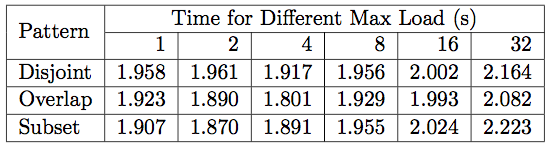 Pattern Time for Different Max Load (s)
1 2 4 8 16 32
Disjoint 1.958 1.961 1.917 1.956 2.002 2.164
Overlap 1.923 1.890 1.801 1.929 1.993 2.082
Subset 1.907 1.870 1.891 1.955 2.024 2.223